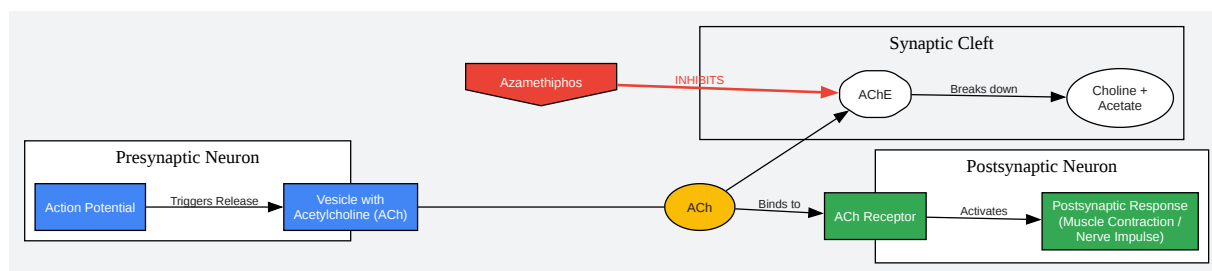 Synaptic Cleft
Azamethiphos
INHIBITS
AChE
Breaks down
Choline +
Acetate
Presynaptic Neuron
Action Potential
Triggers Release
Vesicle with
Acetylcholine (ACh)
ACh
Binds to
Postsynaptic Neuron
ACh Receptor
Activates
Postsynaptic Response
(Muscle Contraction /
Nerve Impulse)